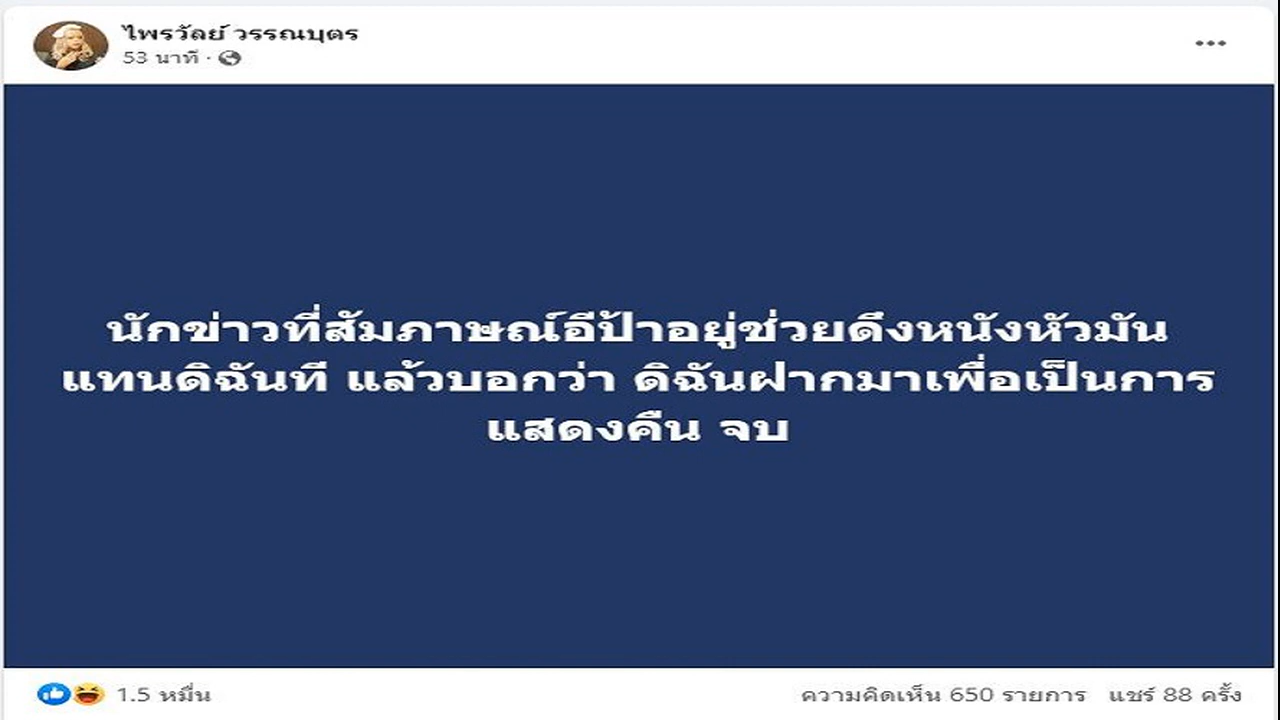 ไพรวัลย์ วรรณบุตร
53 นาที ·
นักข่าวที่สัมภาษณ์อีป้าอยู่ช่วยดึงหนังหัวมัน
แทนดิฉันที แล้วบอกว่า ดิฉันฝากมาเพื่อเป็นการ
แสดงคืน จบ
1.5 หมื่น
ความคิดเห็น 650 รายการ แชร์ 88 ครั้ง